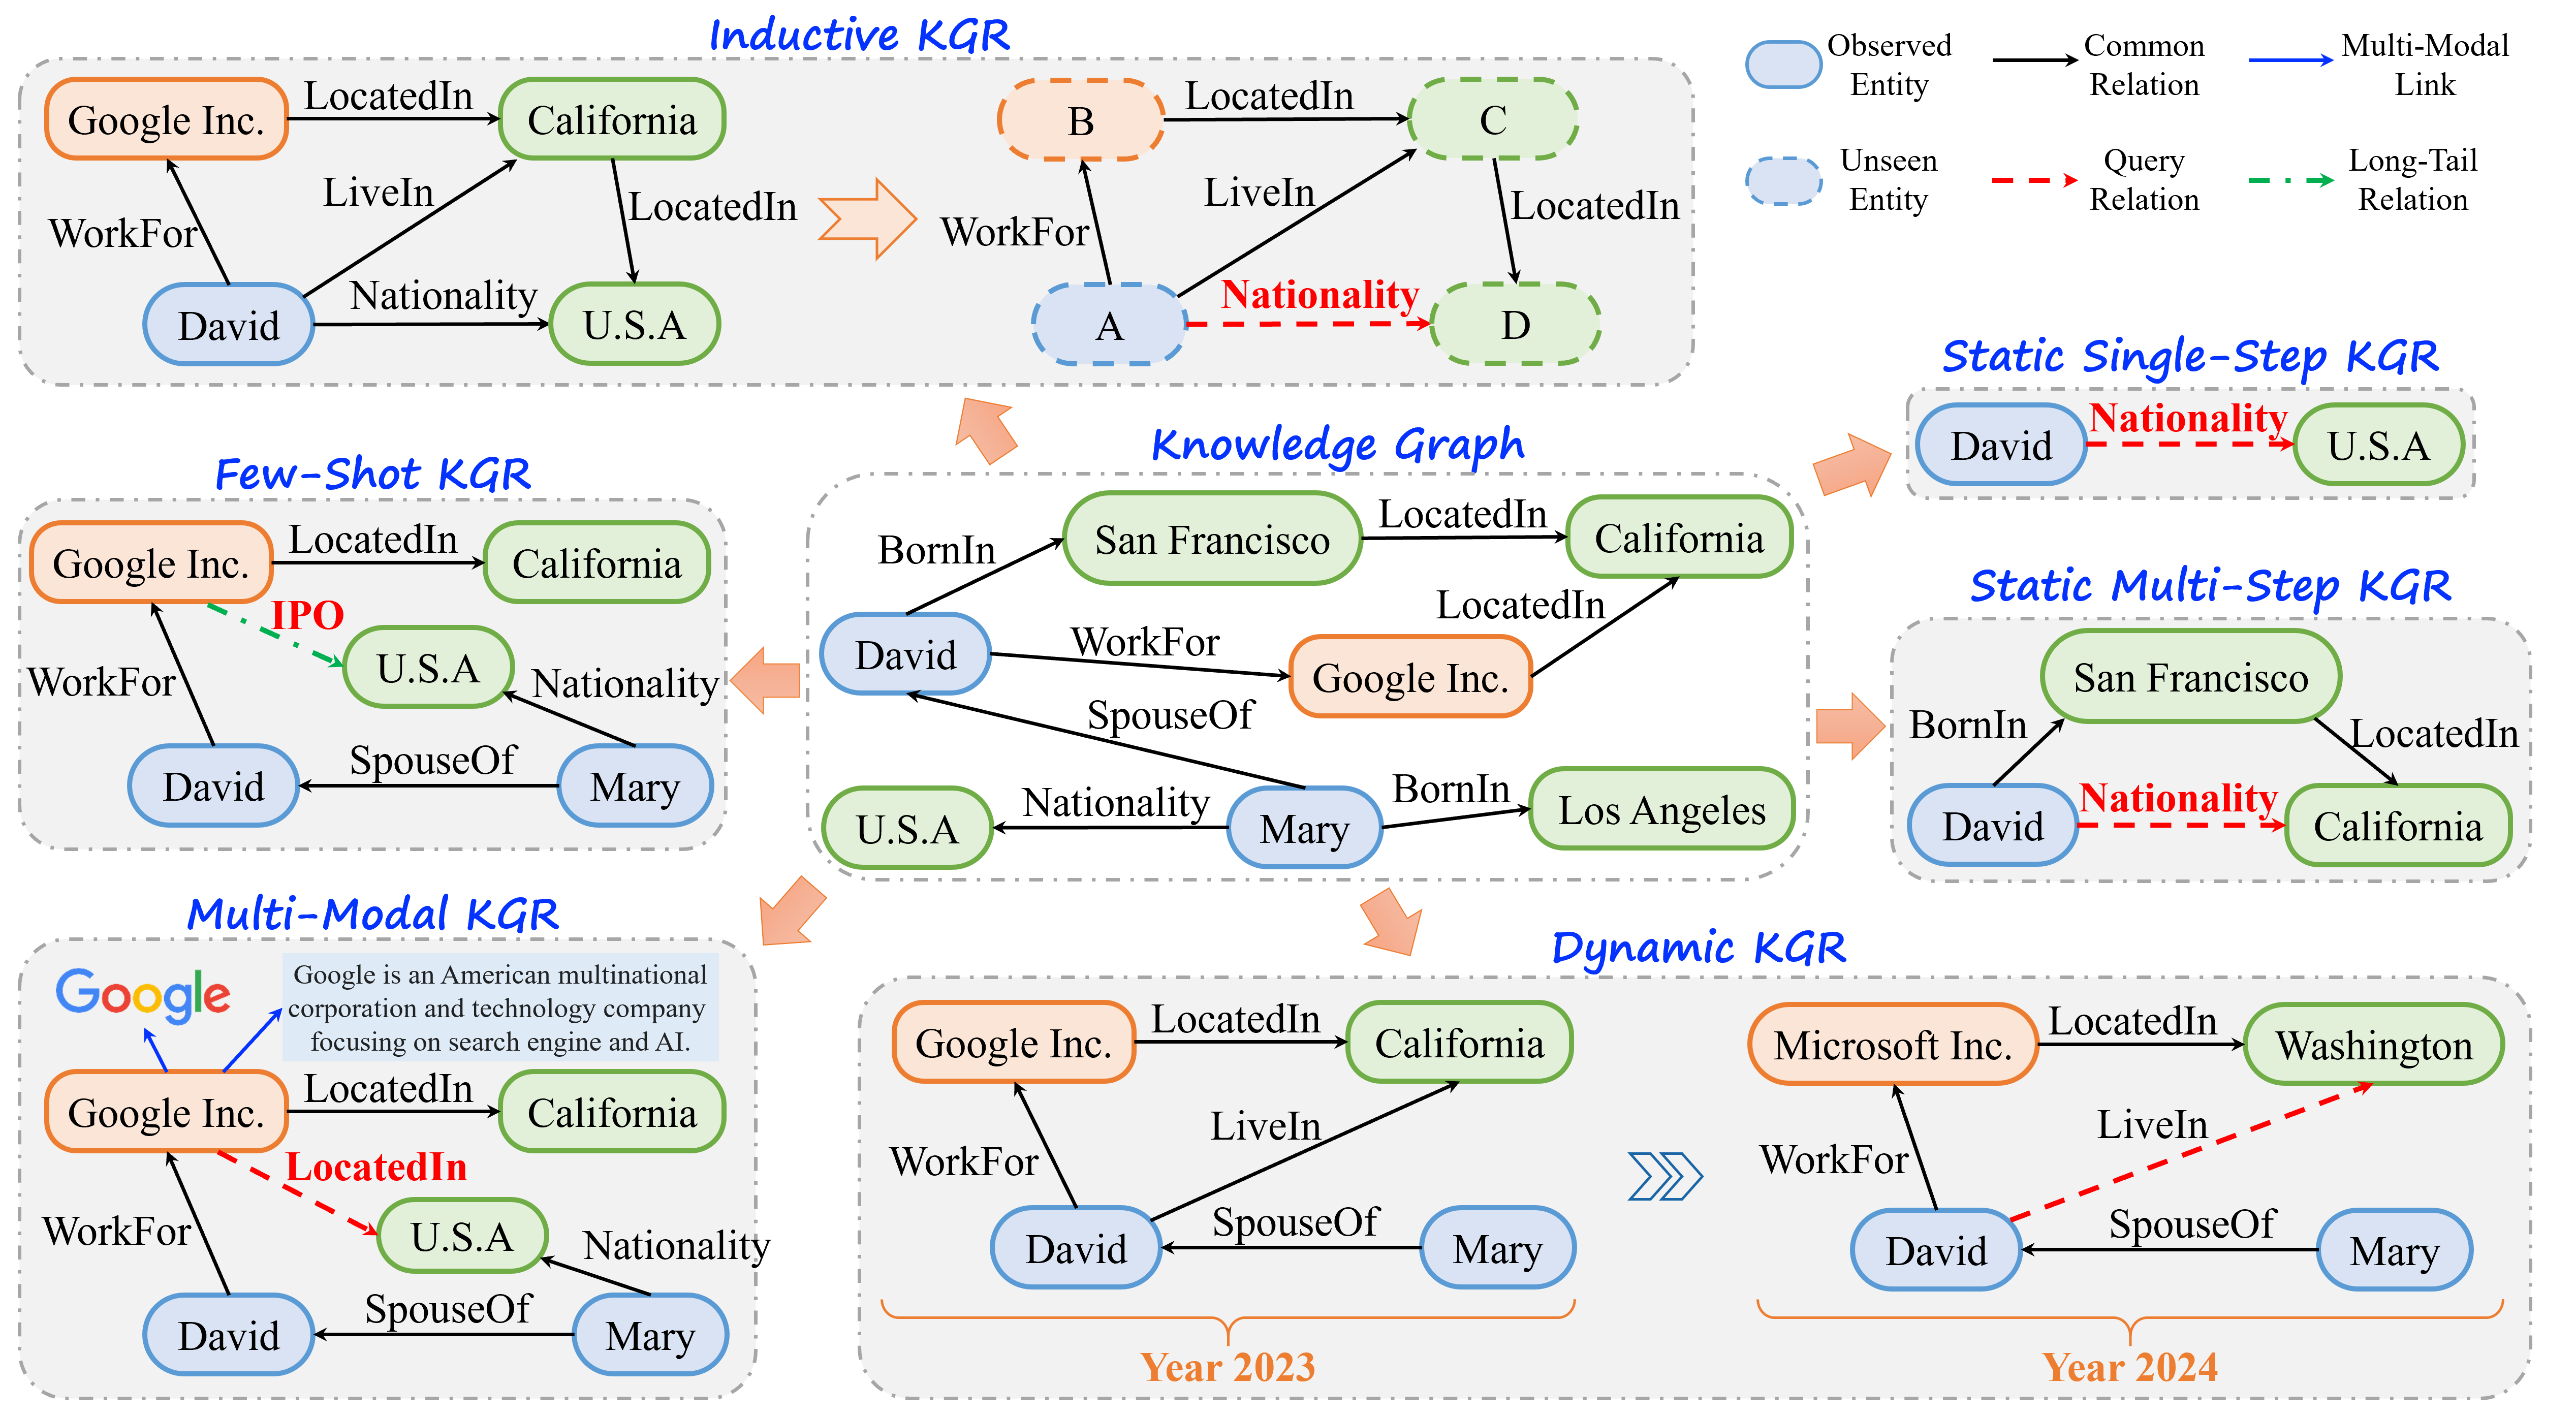 Inductive KGR
Google Inc.
LocatedIn
California
WorkFor
LiveIn
LocatedIn
David
Nationality
U.S.A
B
LocatedIn
C
WorkFor
LiveIn
LocatedIn
A
Nationality
D
Observed
Entity
Common
Relation
Multi-Modal
Link
Unseen
Entity
Query
Relation
Long-Tail
Relation
Static Single-Step KGR
David
Nationality
U.S.A
Few-Shot KGR
Google Inc.
LocatedIn
California
IPO
U.S.A
WorkFor
Nationality
David
SpouseOf
Mary
Knowledge Graph
BornIn
San Francisco
LocatedIn
California
LocatedIn
David
WorkFor
Google Inc.
SpouseOf
U.S.A
Nationality
Mary
BornIn
Los Angeles
Static Multi-Step KGR
San Francisco
BornIn
LocatedIn
David
Nationality
California
Multi-Modal KGR
Google
Google is an American multinational
corporation and technology company
focusing on search engine and AI.
Google Inc.
LocatedIn
California
LocatedIn
WorkFor
U.S.A
Nationality
David
SpouseOf
Mary
Dynamic KGR
Google Inc.
LocatedIn
California
WorkFor
LiveIn
David
SpouseOf
Mary
Year 2023
Microsoft Inc.
LocatedIn
Washington
WorkFor
LiveIn
David
SpouseOf
Mary
Year 2024